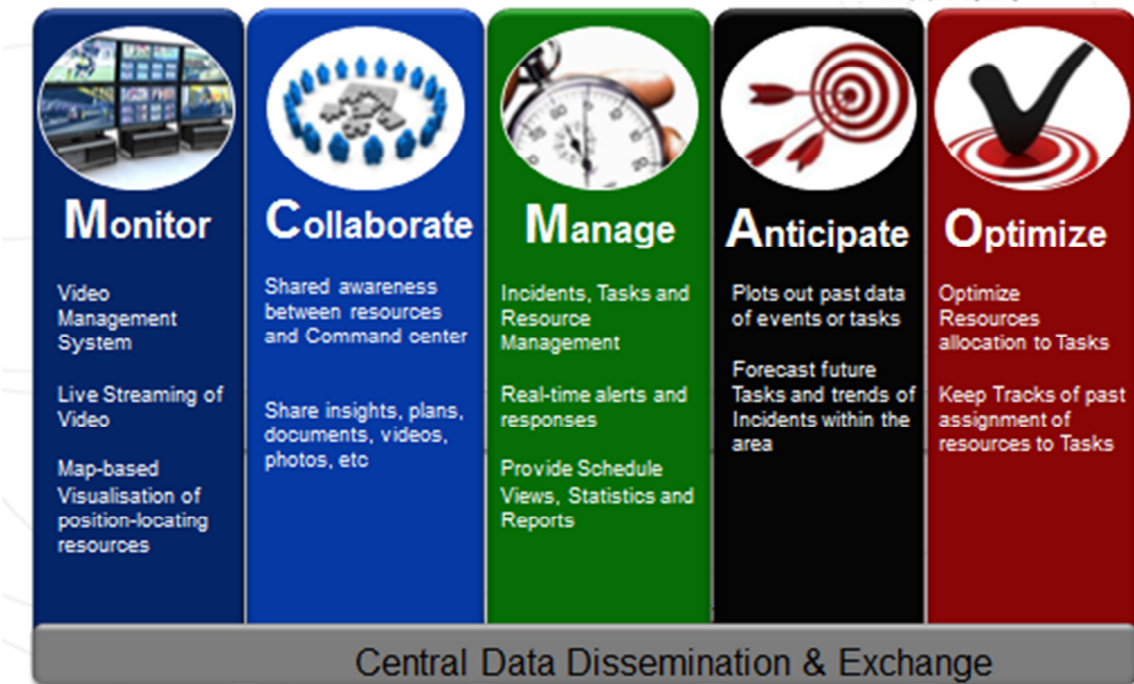 Monitor
Video
Management
System
Live Streaming of
Video
Map-based
Visualisation of
position-locating
resources
Collaborate
Shared awareness
between resources
and Command center
Share insights, plans,
documents, videos,
photos, etc
Manage
Incidents, Tasks and
Resource
Management
Real-time alerts and
responses
Provide Schedule
Views, Statistics and
Reports
Anticipate
Plots out past data
of events or tasks
Forecast future
Tasks and trends of
Incidents within the
area
Optimize
Optimize
Resources
allocation to Tasks
Keep Tracks of past
assignment of
resources to Tasks
Central Data Dissemination & Exchange